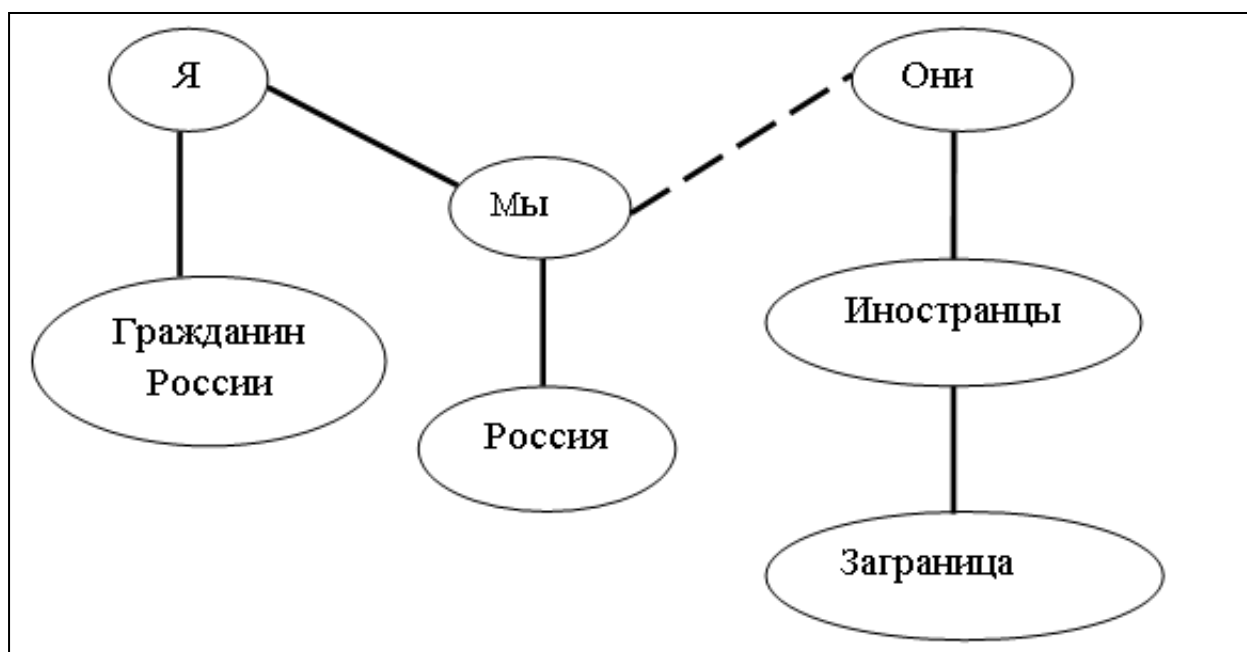 Я
Они
Мы
Иностранцы
Гражданин
России
Россия
Заграница